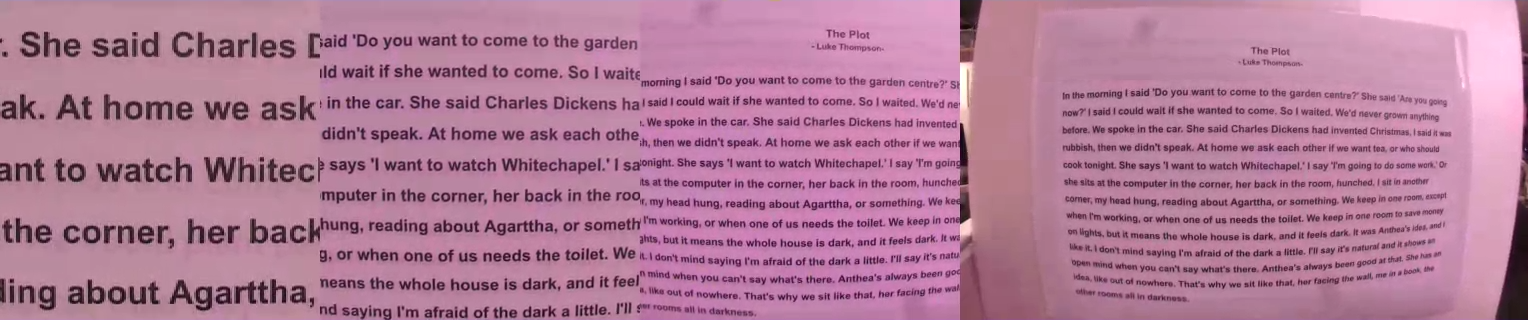 . She said Charles
ak. At home we ask
ant to watch Whitec
the corner, her back
ling about Agarttha,
said 'Do you want to come to the garden
uld wait if she wanted to come. So I waite
in the car. She said Charles Dickens ha
didn't speak. At home we ask each othe
e says 'I want to watch Whitechapel.' I sa
mputer in the corner, her back in the roo
hung, reading about Agarttha, or someth
g, or when one of us needs the toilet. We
means the whole house is dark, and it feel
nd saying I'm afraid of the dark a little. I'll s
The Plot
- Luke Thompson-
morning I said 'Do you want to come to the garden centre?' Sh
I said I could wait if she wanted to come. So I waited. We'd ne
. We spoke in the car. She said Charles Dickens had invented
h, then we didn't speak. At home we ask each other if we want
onight. She says 'I want to watch Whitechapel.' I say 'I'm going
its at the computer in the corner, her back in the room, hunched
r, my head hung, reading about Agarttha, or something. We kee
I'm working, or when one of us needs the toilet. We keep in one
ghts, but it means the whole house is dark, and it feels dark. It wa
it. I don't mind saying I'm afraid of the dark a little. I'll say it's natu
n mind when you can't say what's there. Anthea's always been goo
a, like out of nowhere. That's why we sit like that, her facing the wal
er rooms all in darkness.
The Plot
- Luke Thompson-
In the morning I said 'Do you want to come to the garden centre?' She said 'Are you going
now?' I said I could wait if she wanted to come. So I waited. We'd never grown anything
before. We spoke in the car. She said Charles Dickens had invented Christmas, I said it was
rubbish, then we didn't speak. At home we ask each other if we want tea, or who should
cook tonight. She says 'I want to watch Whitechapel.' I say 'I'm going to do some work.' Or
she sits at the computer in the corner, her back in the room, hunched, I sit in another
corner, my head hung, reading about Agarttha, or something. We keep in one room, except
when I'm working, or when one of us needs the toilet. We keep in one room to save money
on lights, but it means the whole house is dark, and it feels dark. It was Anthea's idea, and I
like it. I don't mind saying I'm afraid of the dark a little. I'll say it's natural and it shows an
open mind when you can't say what's there. Anthea's always been good at that. She has an
idea, like out of nowhere. That's why we sit like that, her facing the wall, me in a book, the
other rooms all in darkness.